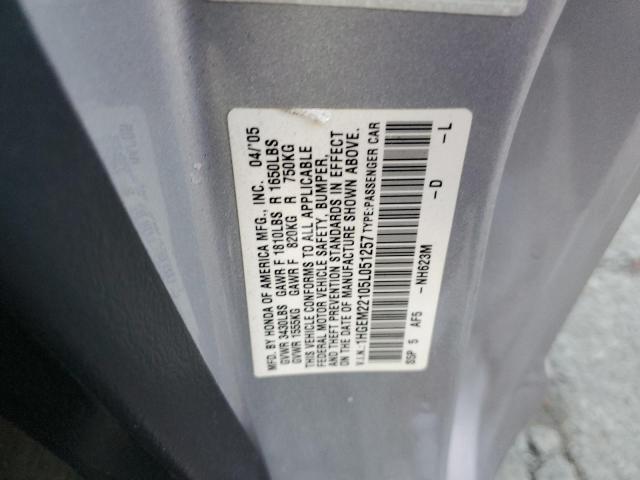 MFD. BY HONDA OF AMERICA MFG., INC. 04/'05
GVWR 3430LBS GAWR F 1810LBS R 1650LBS
GVWR 1555KG GAWR F 820KG R 750KG
THIS VEHICLE CONFORMS TO ALL APPLICABLE
FEDERAL MOTOR VEHICLE SAFETY, BUMPER,
AND THEFT PREVENTION STANDARDS IN EFFECT
ON THE DATE OF MANUFACTURE SHOWN ABOVE.
V.I.N.:1HGEM22105L051257 TYPE:PASSENGER CAR
SSP 5 AF5 -NH623M -D -L